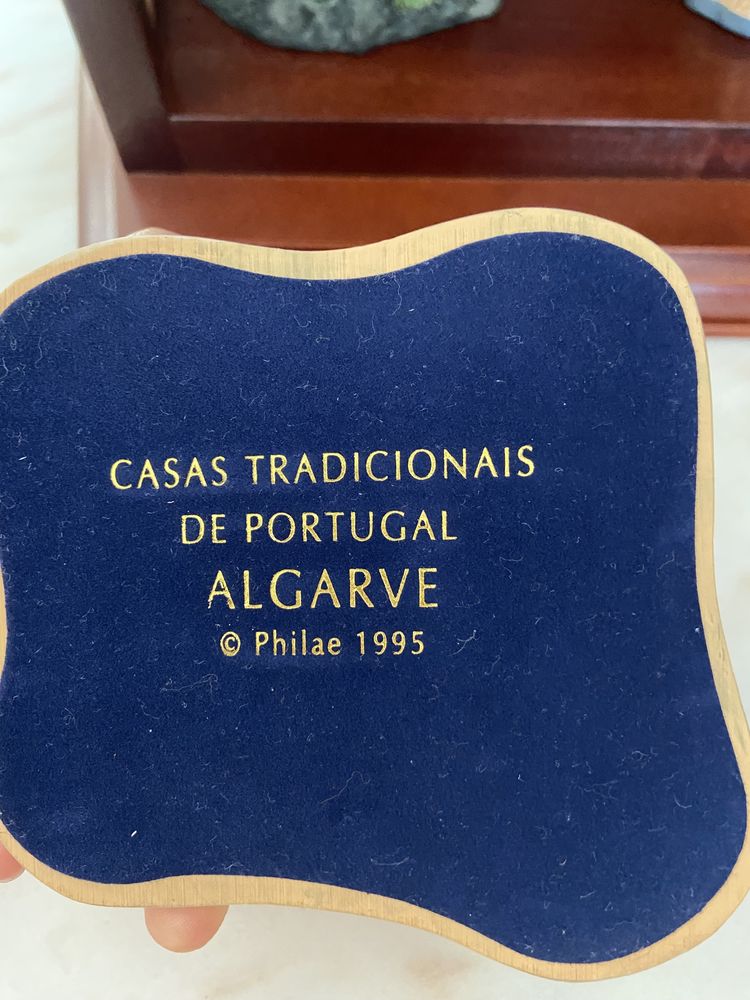 CASAS TRADICIONAIS
DE PORTUGAL
ALGARVE
© Philae 1995